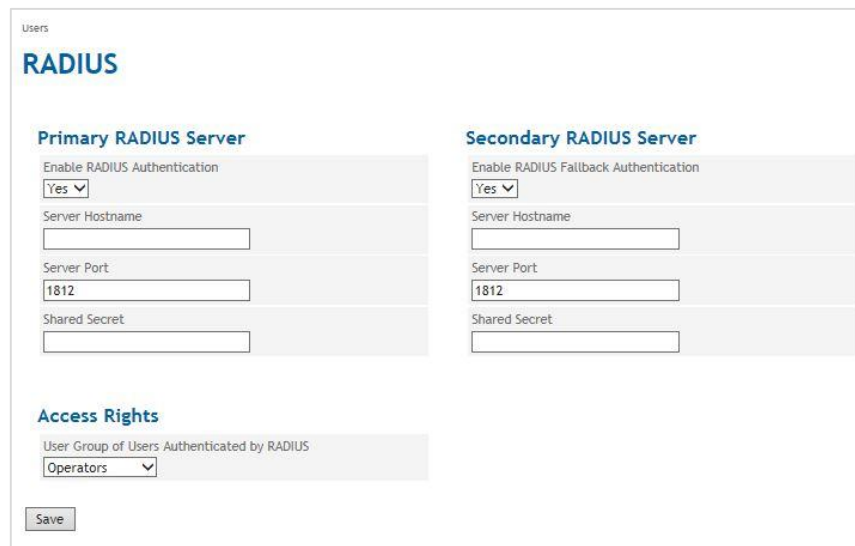 Users
RADIUS
Primary RADIUS Server
Enable RADIUS Authentication
Yes
Server Hostname
Server Port
1812
Shared Secret
Secondary RADIUS Server
Enable RADIUS Fallback Authentication
Yes
Server Hostname
Server Port
1812
Shared Secret
Access Rights
User Group of Users Authenticated by RADIUS
Operators
Save